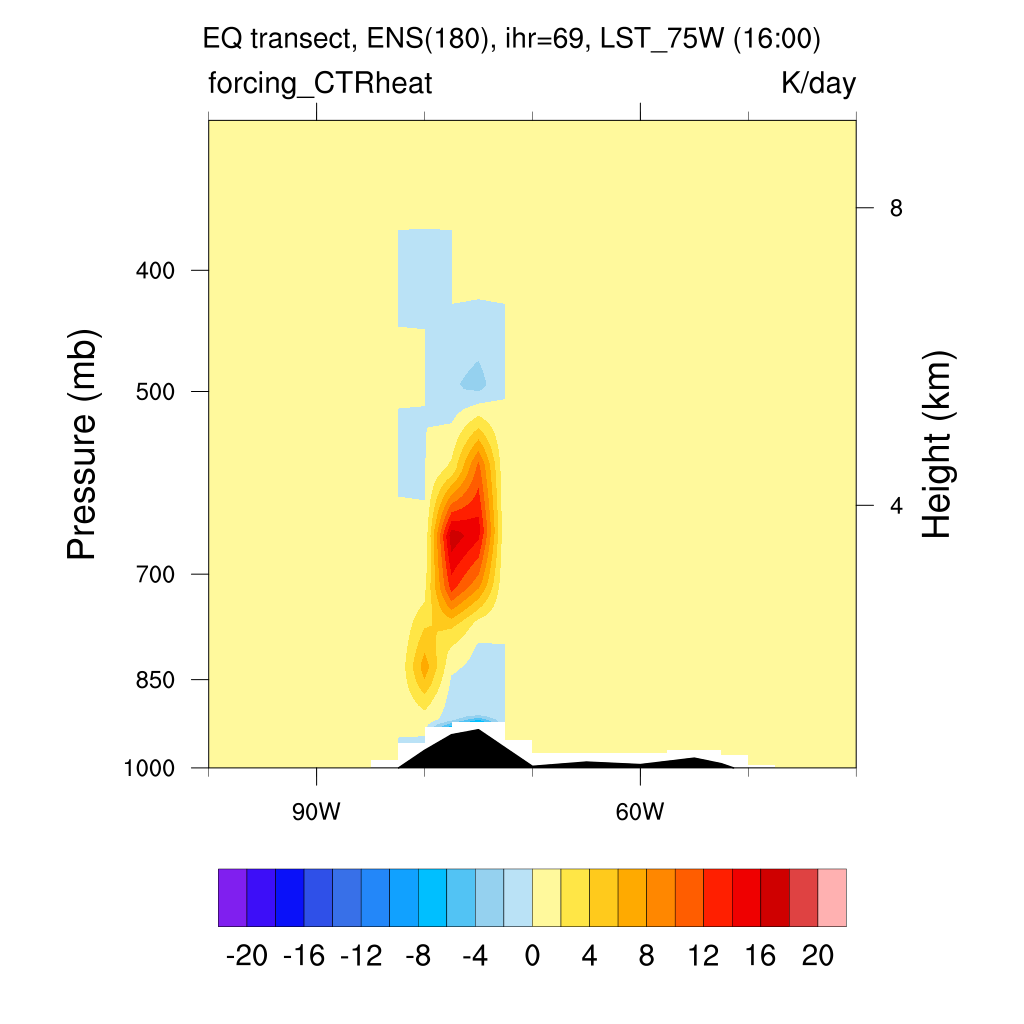 EQ transect, ENS(180), ihr=69, LST_75W (16:00)
forcing_CTRheat K/day
8
400
500
4
700
850
1000
Pressure (mb)
Height (km)
90W 60W
-20 -16 -12 -8 -4 0 4 8 12 16 20